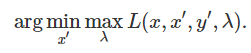 arg min max L(x, x′, y′, λ).
x′ λ